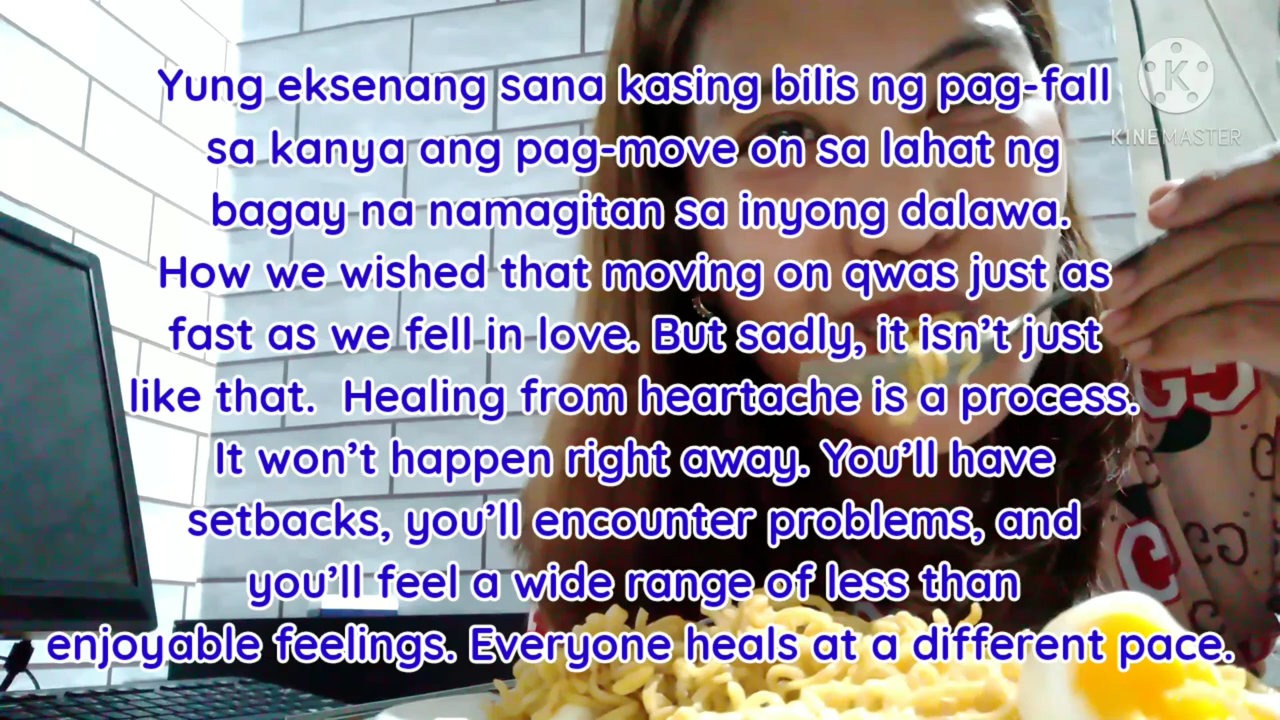 Yung eksenang sana kasing bilis ng pag-fall
sa kanya ang pag-move on sa lahat ng
bagay na namagitan sa inyong dalawa.
How we wished that moving on qwas just as
fast as we fell in love. But sadly, it isn't just
like that.  Healing from heartache is a process.
It won't happen right away. You'll have
setbacks, you'll encounter problems, and
you'll feel a wide range of less than
enjoyable feelings. Everyone heals at a different pace.
K
KINEMASTER